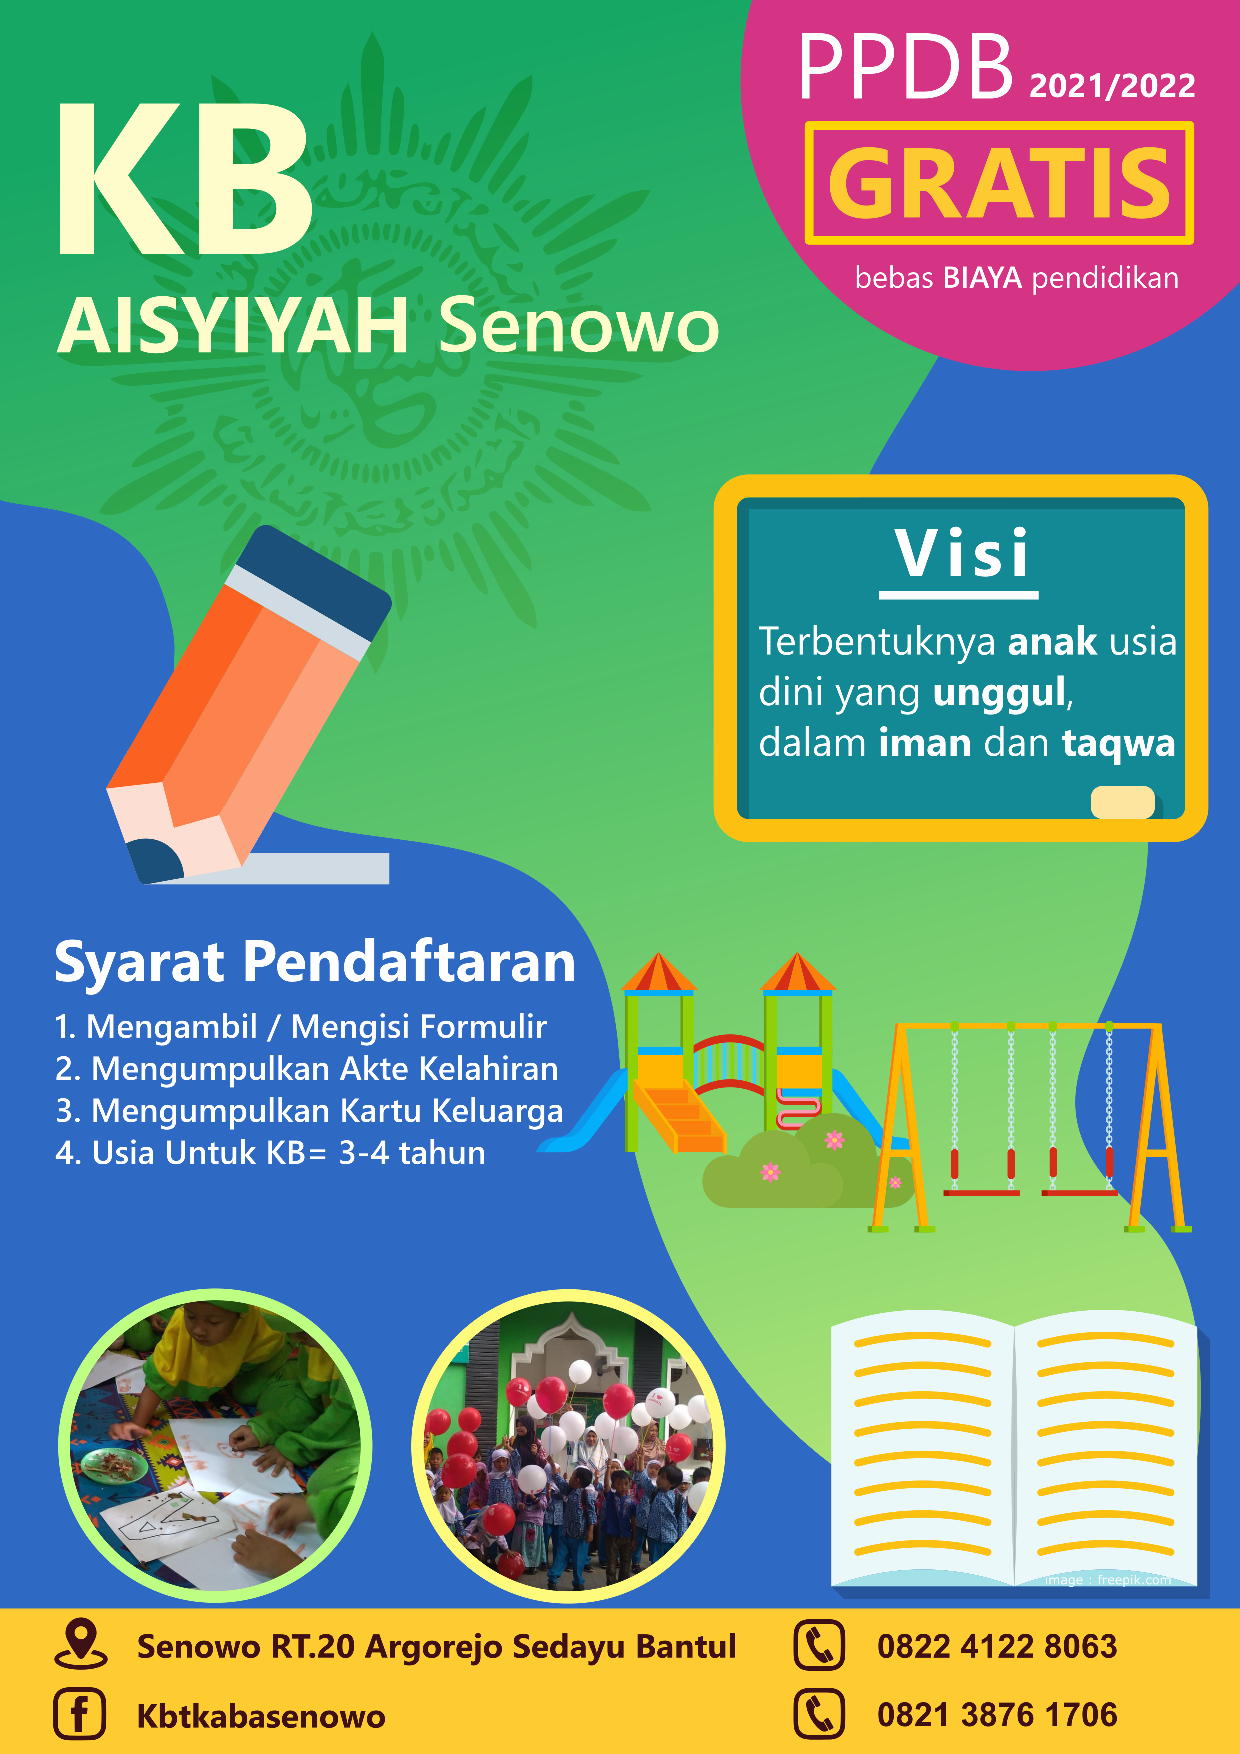 PPDB 2021/2022
GRATIS
bebas BIAYA pendidikan
KB
AISYIYAH Senowo
Visi
Terbentuknya anak usia
dini yang unggul,
dalam iman dan taqwa
Syarat Pendaftaran
1. Mengambil / Mengisi Formulir
2. Mengumpulkan Akte Kelahiran
3. Mengumpulkan Kartu Keluarga
4. Usia Untuk KB= 3-4 tahun
image : freepik.com
Senowo RT.20 Argorejo Sedayu Bantul
Kbtkabasenowo
0822 4122 8063
0821 3876 1706